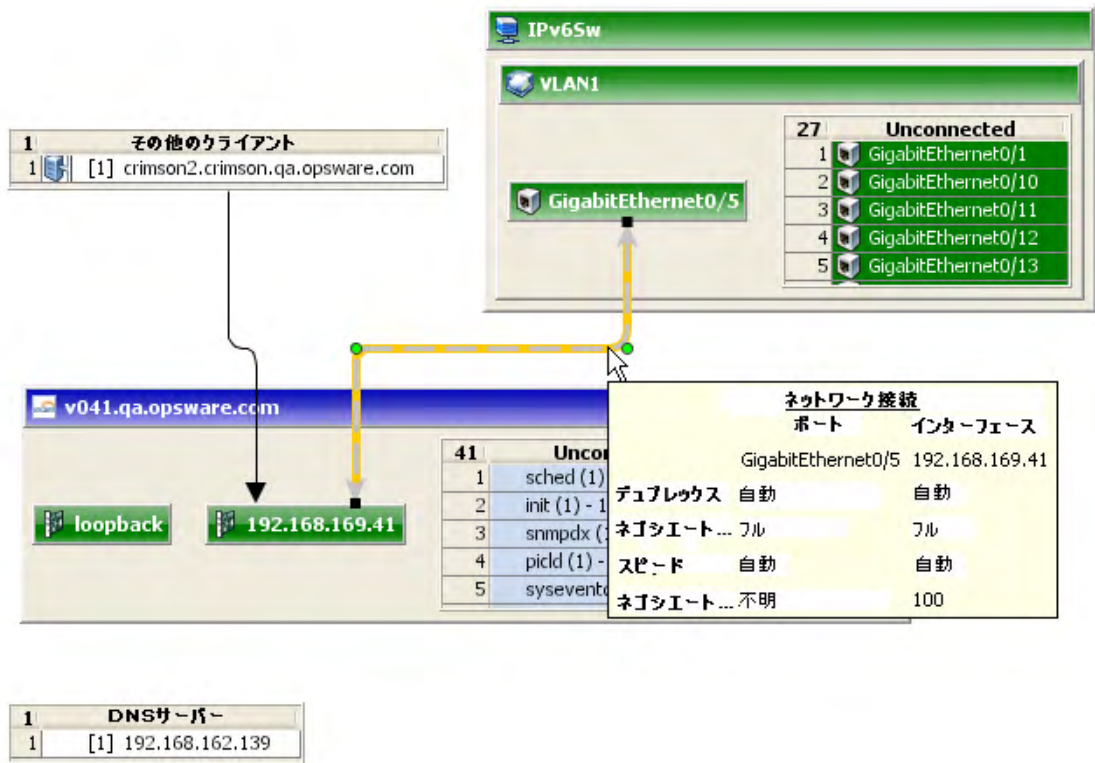 IPv6Sw
VLAN1
27 Unconnected
1 GigabitEthernet0/1
2 GigabitEthernet0/10
3 GigabitEthernet0/11
4 GigabitEthernet0/12
5 GigabitEthernet0/13
GigabitEthernet0/5
1 その他のクライアント
1 [1] crimson2.crimson.qa.opsware.com
v041.qa.opsware.com
loopback
192.168.169.41
41 Uncon
1 sched (1)
2 init (1) - 1
3 snmpdx (1
4 picld (1) -
5 sysevent
ネットワーク接続
ポート インターフェース
GigabitEthernet0/5 192.168.169.41
デュプレックス 自動 自動
ネゴシエート... フル フル
スピード 自動 自動
ネゴシエート... 不明 100
1 DNSサーバー
1 [1] 192.168.162.139